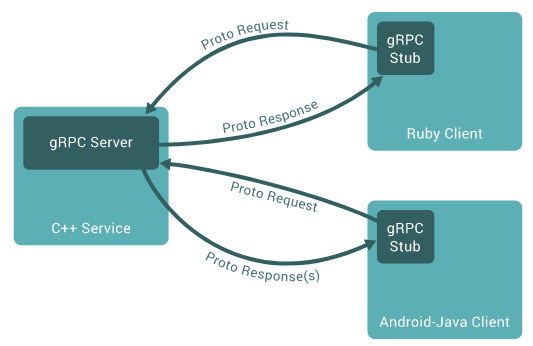 Proto Request
gRPC
Stub
Ruby Client
Proto Response
gRPC Server
C++ Service
Proto Request
gRPC
Stub
Proto Response(s)
Android-Java Client